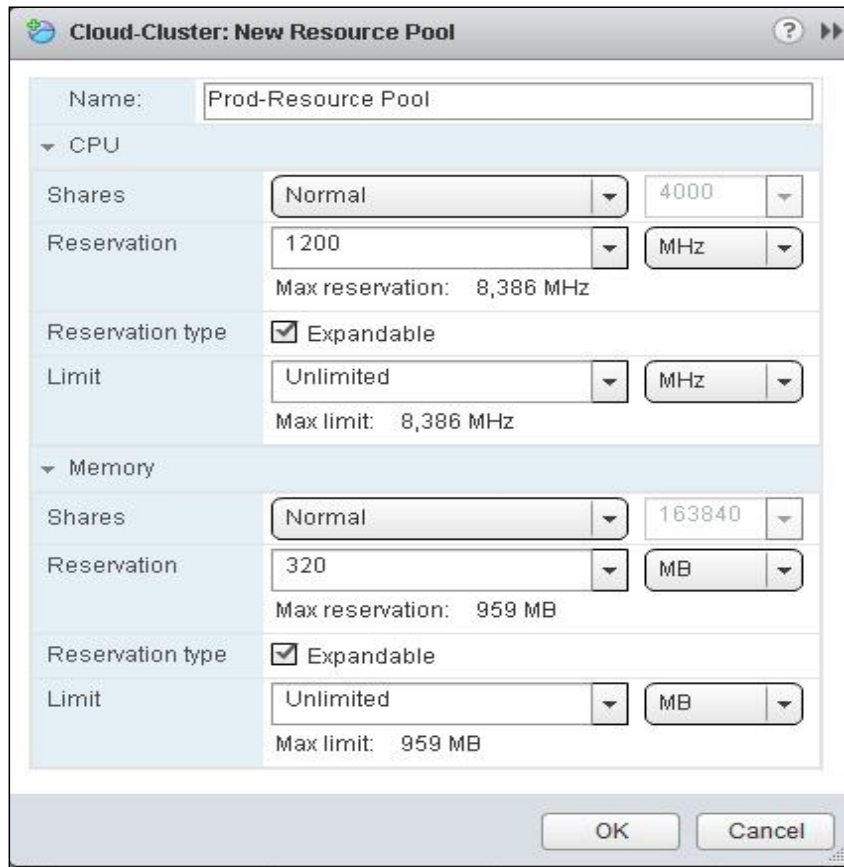 Cloud-Cluster: New Resource Pool ?
Name: Prod-Resource Pool
CPU
Shares Normal 4000
Reservation 1200 MHz
Max reservation: 8,386 MHz
Reservation type Expandable
Limit Unlimited MHz
Max limit: 8,386 MHz
Memory
Shares Normal 163840
Reservation 320 MB
Max reservation: 959 MB
Reservation type Expandable
Limit Unlimited MB
Max limit: 959 MB
OK Cancel